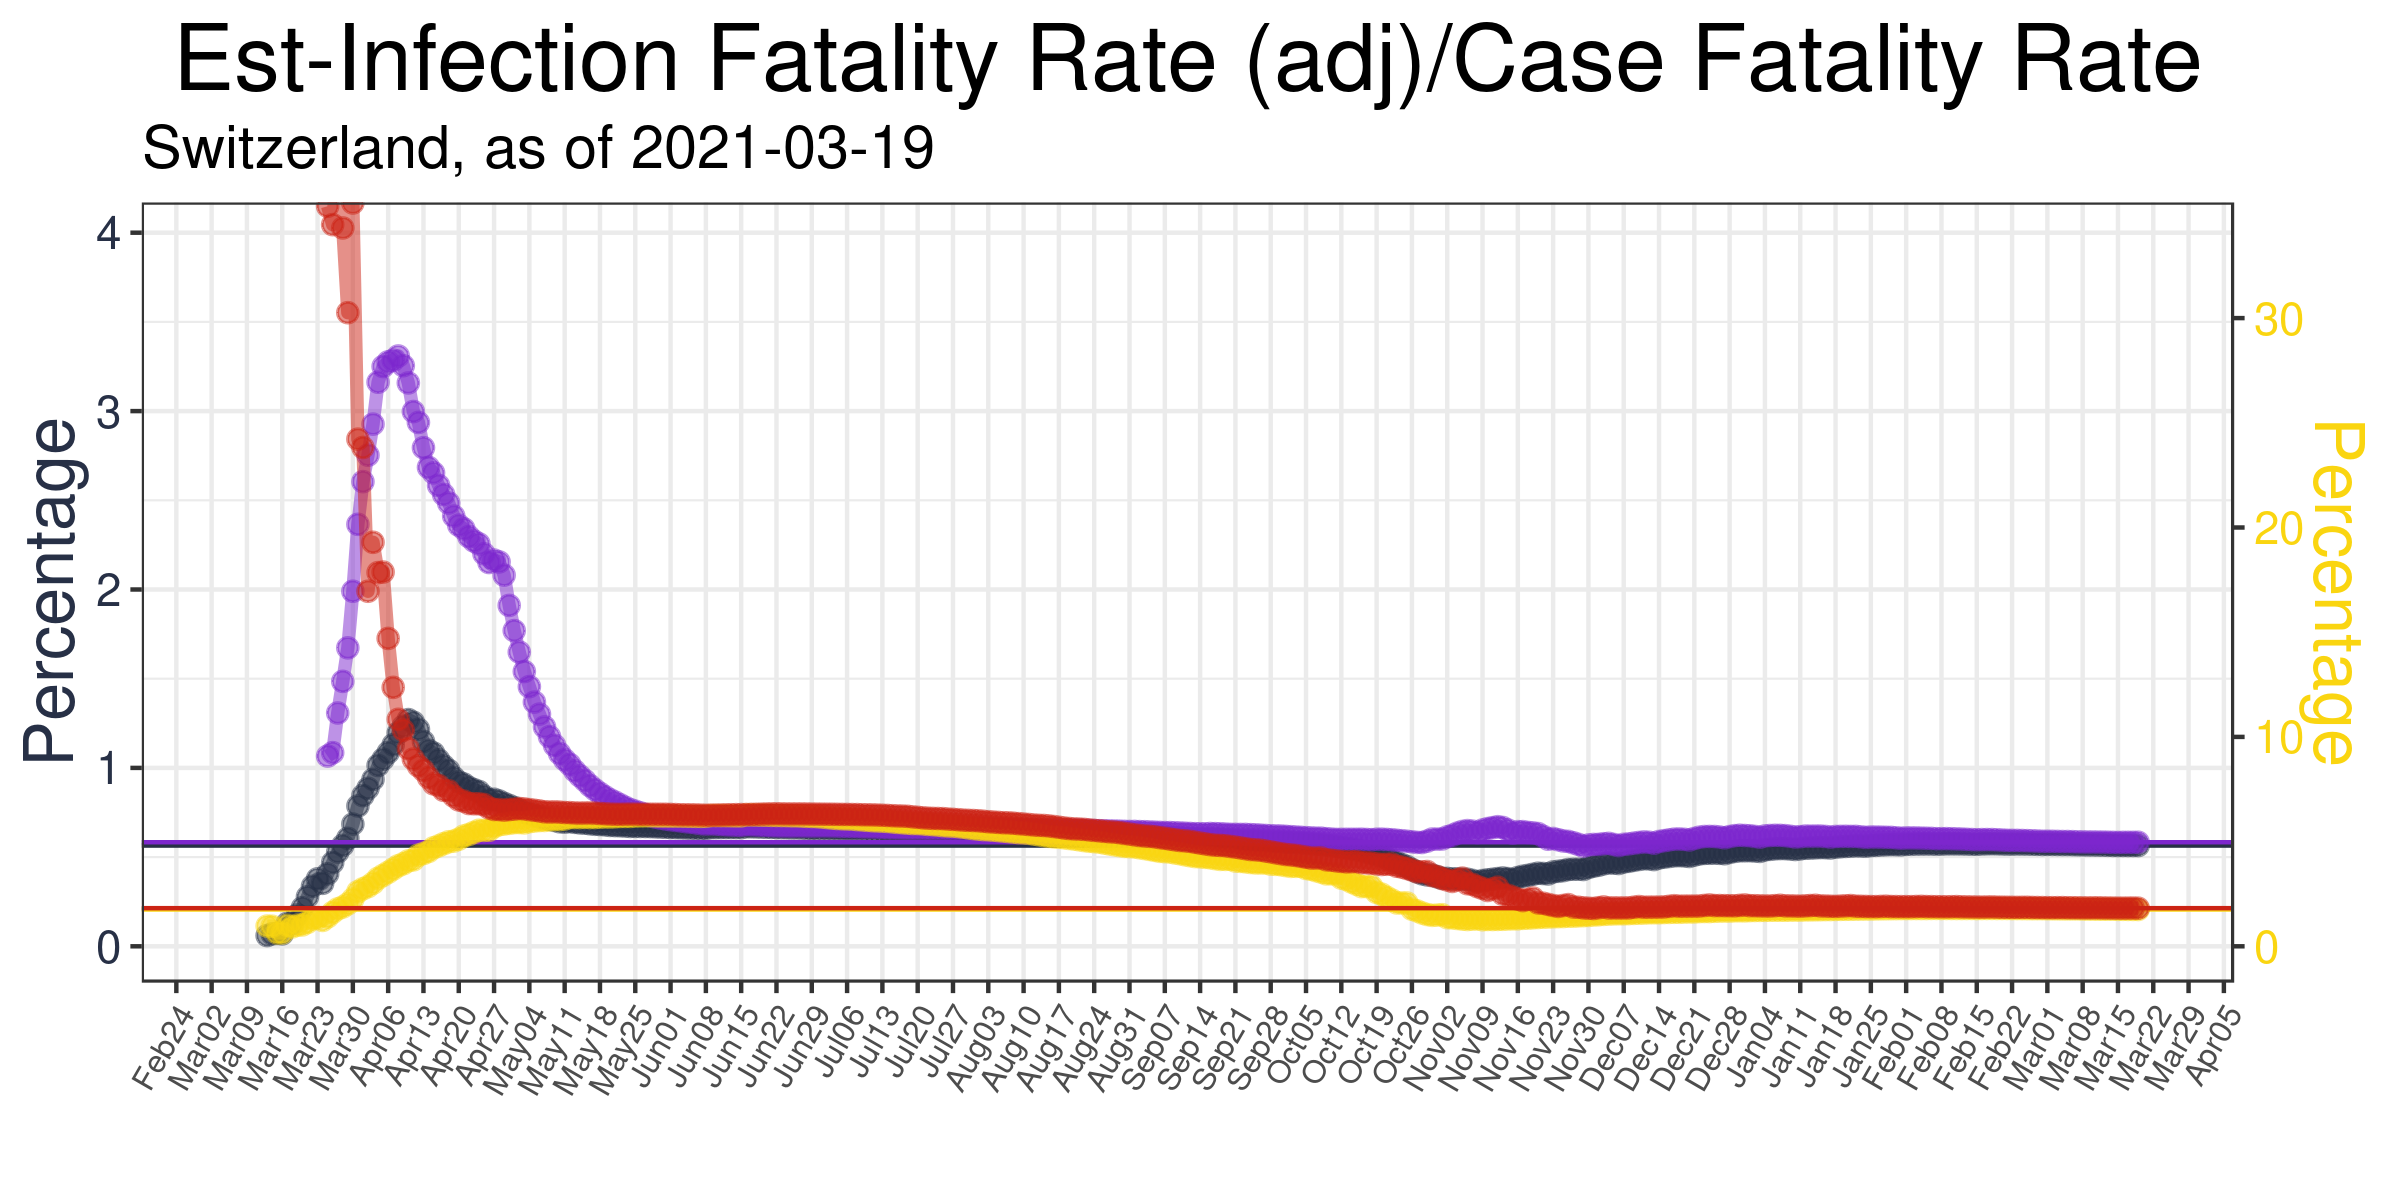 Est-Infection Fatality Rate (adj)/Case Fatality Rate
Switzerland, as of 2021-03-19
Percentage
4
3
2
1
0
30
20
10
0
Percentage
Feb24
Mar02
Mar09
Mar16
Mar23
Mar30
Apr06
Apr13
Apr20
Apr27
May04
May11
May18
May25
Jun01
Jun08
Jun15
Jun22
Jun29
Jul06
Jul13
Jul20
Jul27
Aug03
Aug10
Aug17
Aug24
Aug31
Sep07
Sep14
Sep21
Sep28
Oct05
Oct12
Oct19
Oct26
Nov02
Nov09
Nov16
Nov23
Nov30
Dec07
Dec14
Dec21
Dec28
Dec04
Jan11
Jan18
Jan25
Jan01
Feb08
Feb15
Feb22
Mar01
Mar08
Mar15
Mar22
Mar29
Apr05